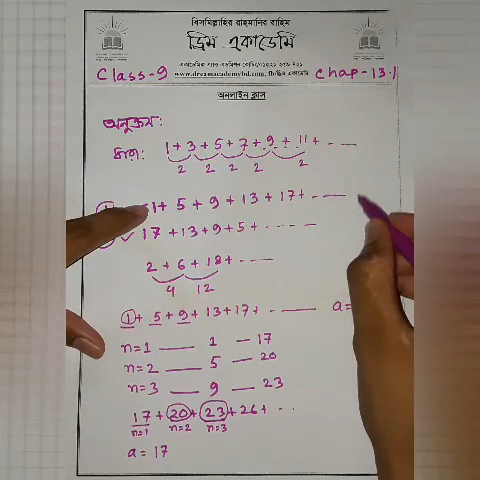 বিসমিল্লাহির রাহমানির রাহিম
ড্রিম একাডেমি
www.dreamacademybd.com
Class-9 Chap-13.1
অনলাইন ক্লাস
অনুক্রম:
ধারা: 1+3+5+7+9+11+ - - -
2 2 2 2 2
1+5+9+13+17+ - - -
17+13+9+5+ - - - -
2+6+18+ - - - -
4 12
1+5+9+13+17+ - - - a=
n=1 — 1 — 17
n=2 — 5 — 20
n=3 — 9 — 23
17+20+23+26+ - - .
n=1 n=2 n=3
a = 17